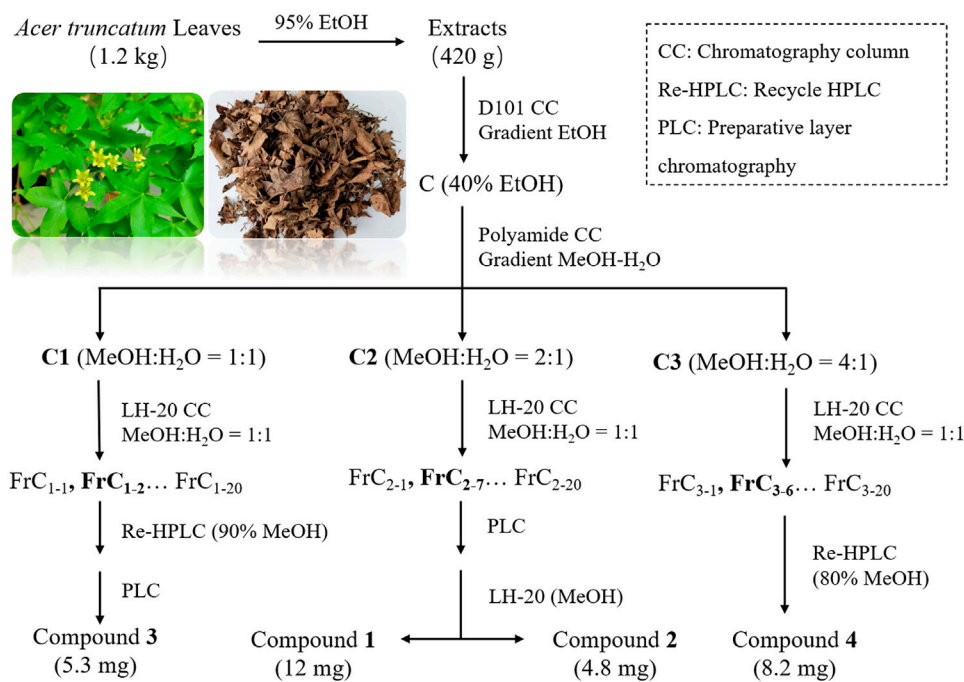 Acer truncatum Leaves
(1.2 kg)
95% EtOH
Extracts
(420 g)
CC: Chromatography column
Re-HPLC: Recycle HPLC
PLC: Preparative layer
chromatography
D101 CC
Gradient EtOH
C (40% EtOH)
Polyamide CC
Gradient MeOH-H₂O
C1 (MeOH:H₂O = 1:1)
C2 (MeOH:H₂O = 2:1)
C3 (MeOH:H₂O = 4:1)
LH-20 CC
MeOH:H₂O = 1:1
LH-20 CC
MeOH:H₂O = 1:1
LH-20 CC
MeOH:H₂O = 1:1
FrC₁₋₁, FrC₁₋₂… FrC₁₋₂₀
FrC₂₋₁, FrC₂₋₇… FrC₂₋₂₀
FrC₃₋₁, FrC₃₋₆… FrC₃₋₂₀
Re-HPLC (90% MeOH)
PLC
PLC
LH-20 (MeOH)
Re-HPLC
(80% MeOH)
Compound 3
(5.3 mg)
Compound 1
(12 mg)
Compound 2
(4.8 mg)
Compound 4
(8.2 mg)